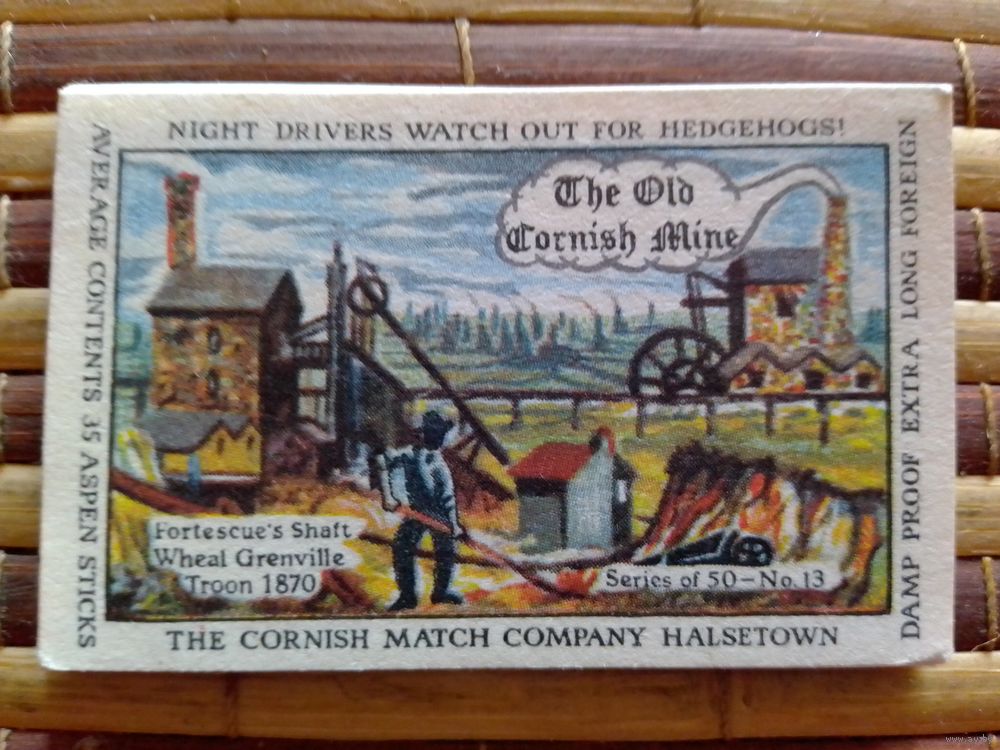 NIGHT DRIVERS WATCH OUT FOR HEDGEHOGS!
AVERAGE CONTENTS 35 ASPEN STICKS
The Old
Cornish Mine
DAMP PROOF EXTRA LONG FOREIGN
Fortescue's Shaft
Wheal Grenville
Troon 1870
Series of 50 – No. 13
THE CORNISH MATCH COMPANY HALSETOWN